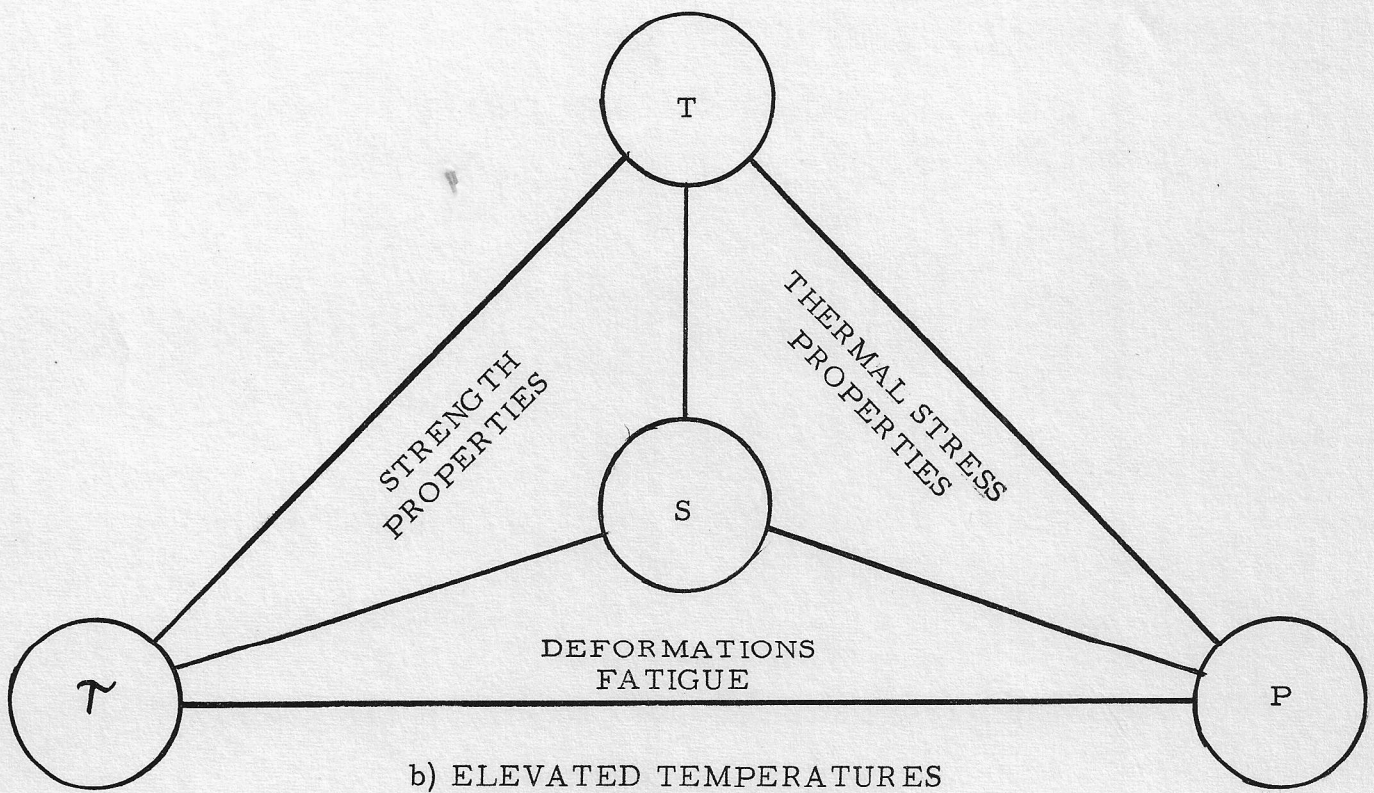 T
THERMAL STRESS
PROPERTIES
STRENGTH
PROPERTIES
S
DEFORMATIONS
FATIGUE
τ
P
b) ELEVATED TEMPERATURES